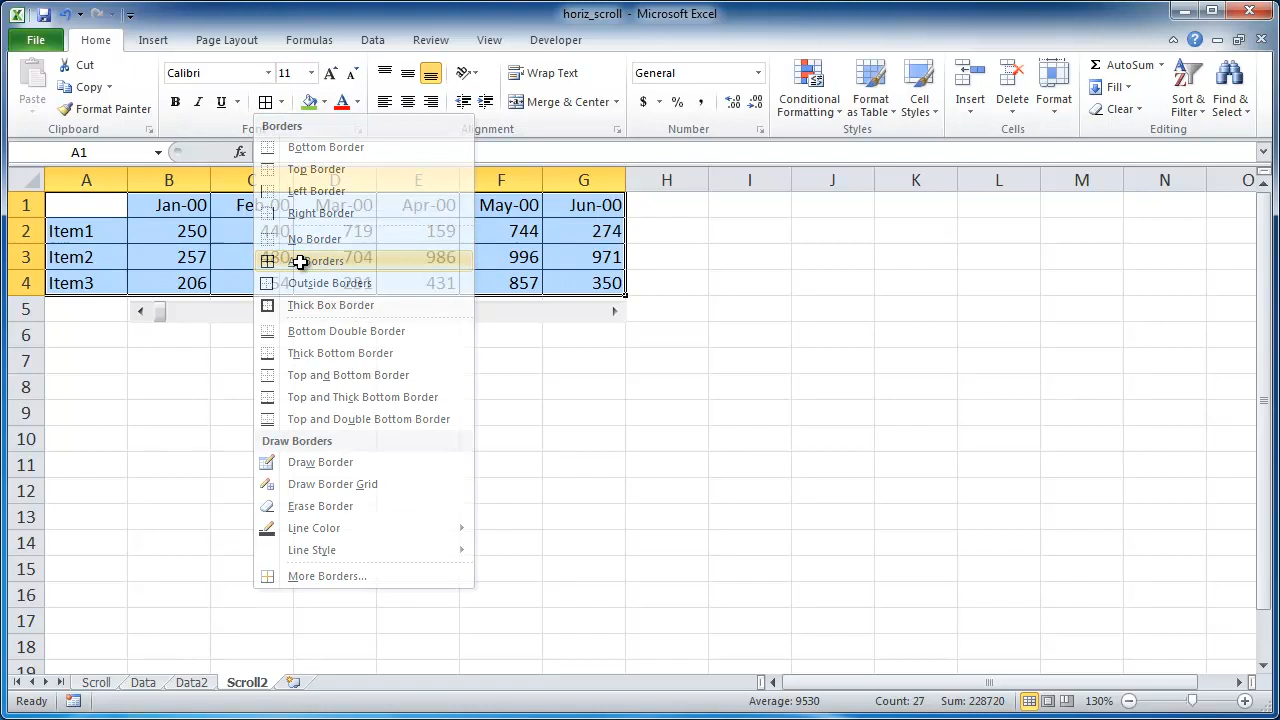 horiz_scroll - Microsoft Excel
File Home Insert Page Layout Formulas Data Review View Developer
Paste Cut Copy Format Painter
Clipboard
Calibri 11
B I U A
Wrap Text
Merge & Center
Alignment
General
$ % ,
Number
Conditional Formatting Format as Table Cell Styles
Styles
Insert Delete Format
Cells
Σ AutoSum Fill Clear
Sort & Filter Find & Select
Editing
A1 fx
A B C D E F G H I J K L M N O
1 Jan-00 Feb-00 Mar-00 Apr-00 May-00 Jun-00
2 Item1 250 440 719 159 744 274
3 Item2 257 480 704 986 996 971
4 Item3 206 431 857 350
5
6
7
8
9
10
11
12
13
14
15
16
17
18
19
Borders
Bottom Border
Top Border
Left Border
Right Border
No Border
Borders
Outside Borders
Thick Box Border
Bottom Double Border
Thick Bottom Border
Top and Bottom Border
Top and Thick Bottom Border
Top and Double Bottom Border
Draw Borders
Draw Border
Draw Border Grid
Erase Border
Line Color
Line Style
More Borders...
Scroll Data Data2 Scroll2
Ready Average: 9530 Count: 27 Sum: 228720 130%